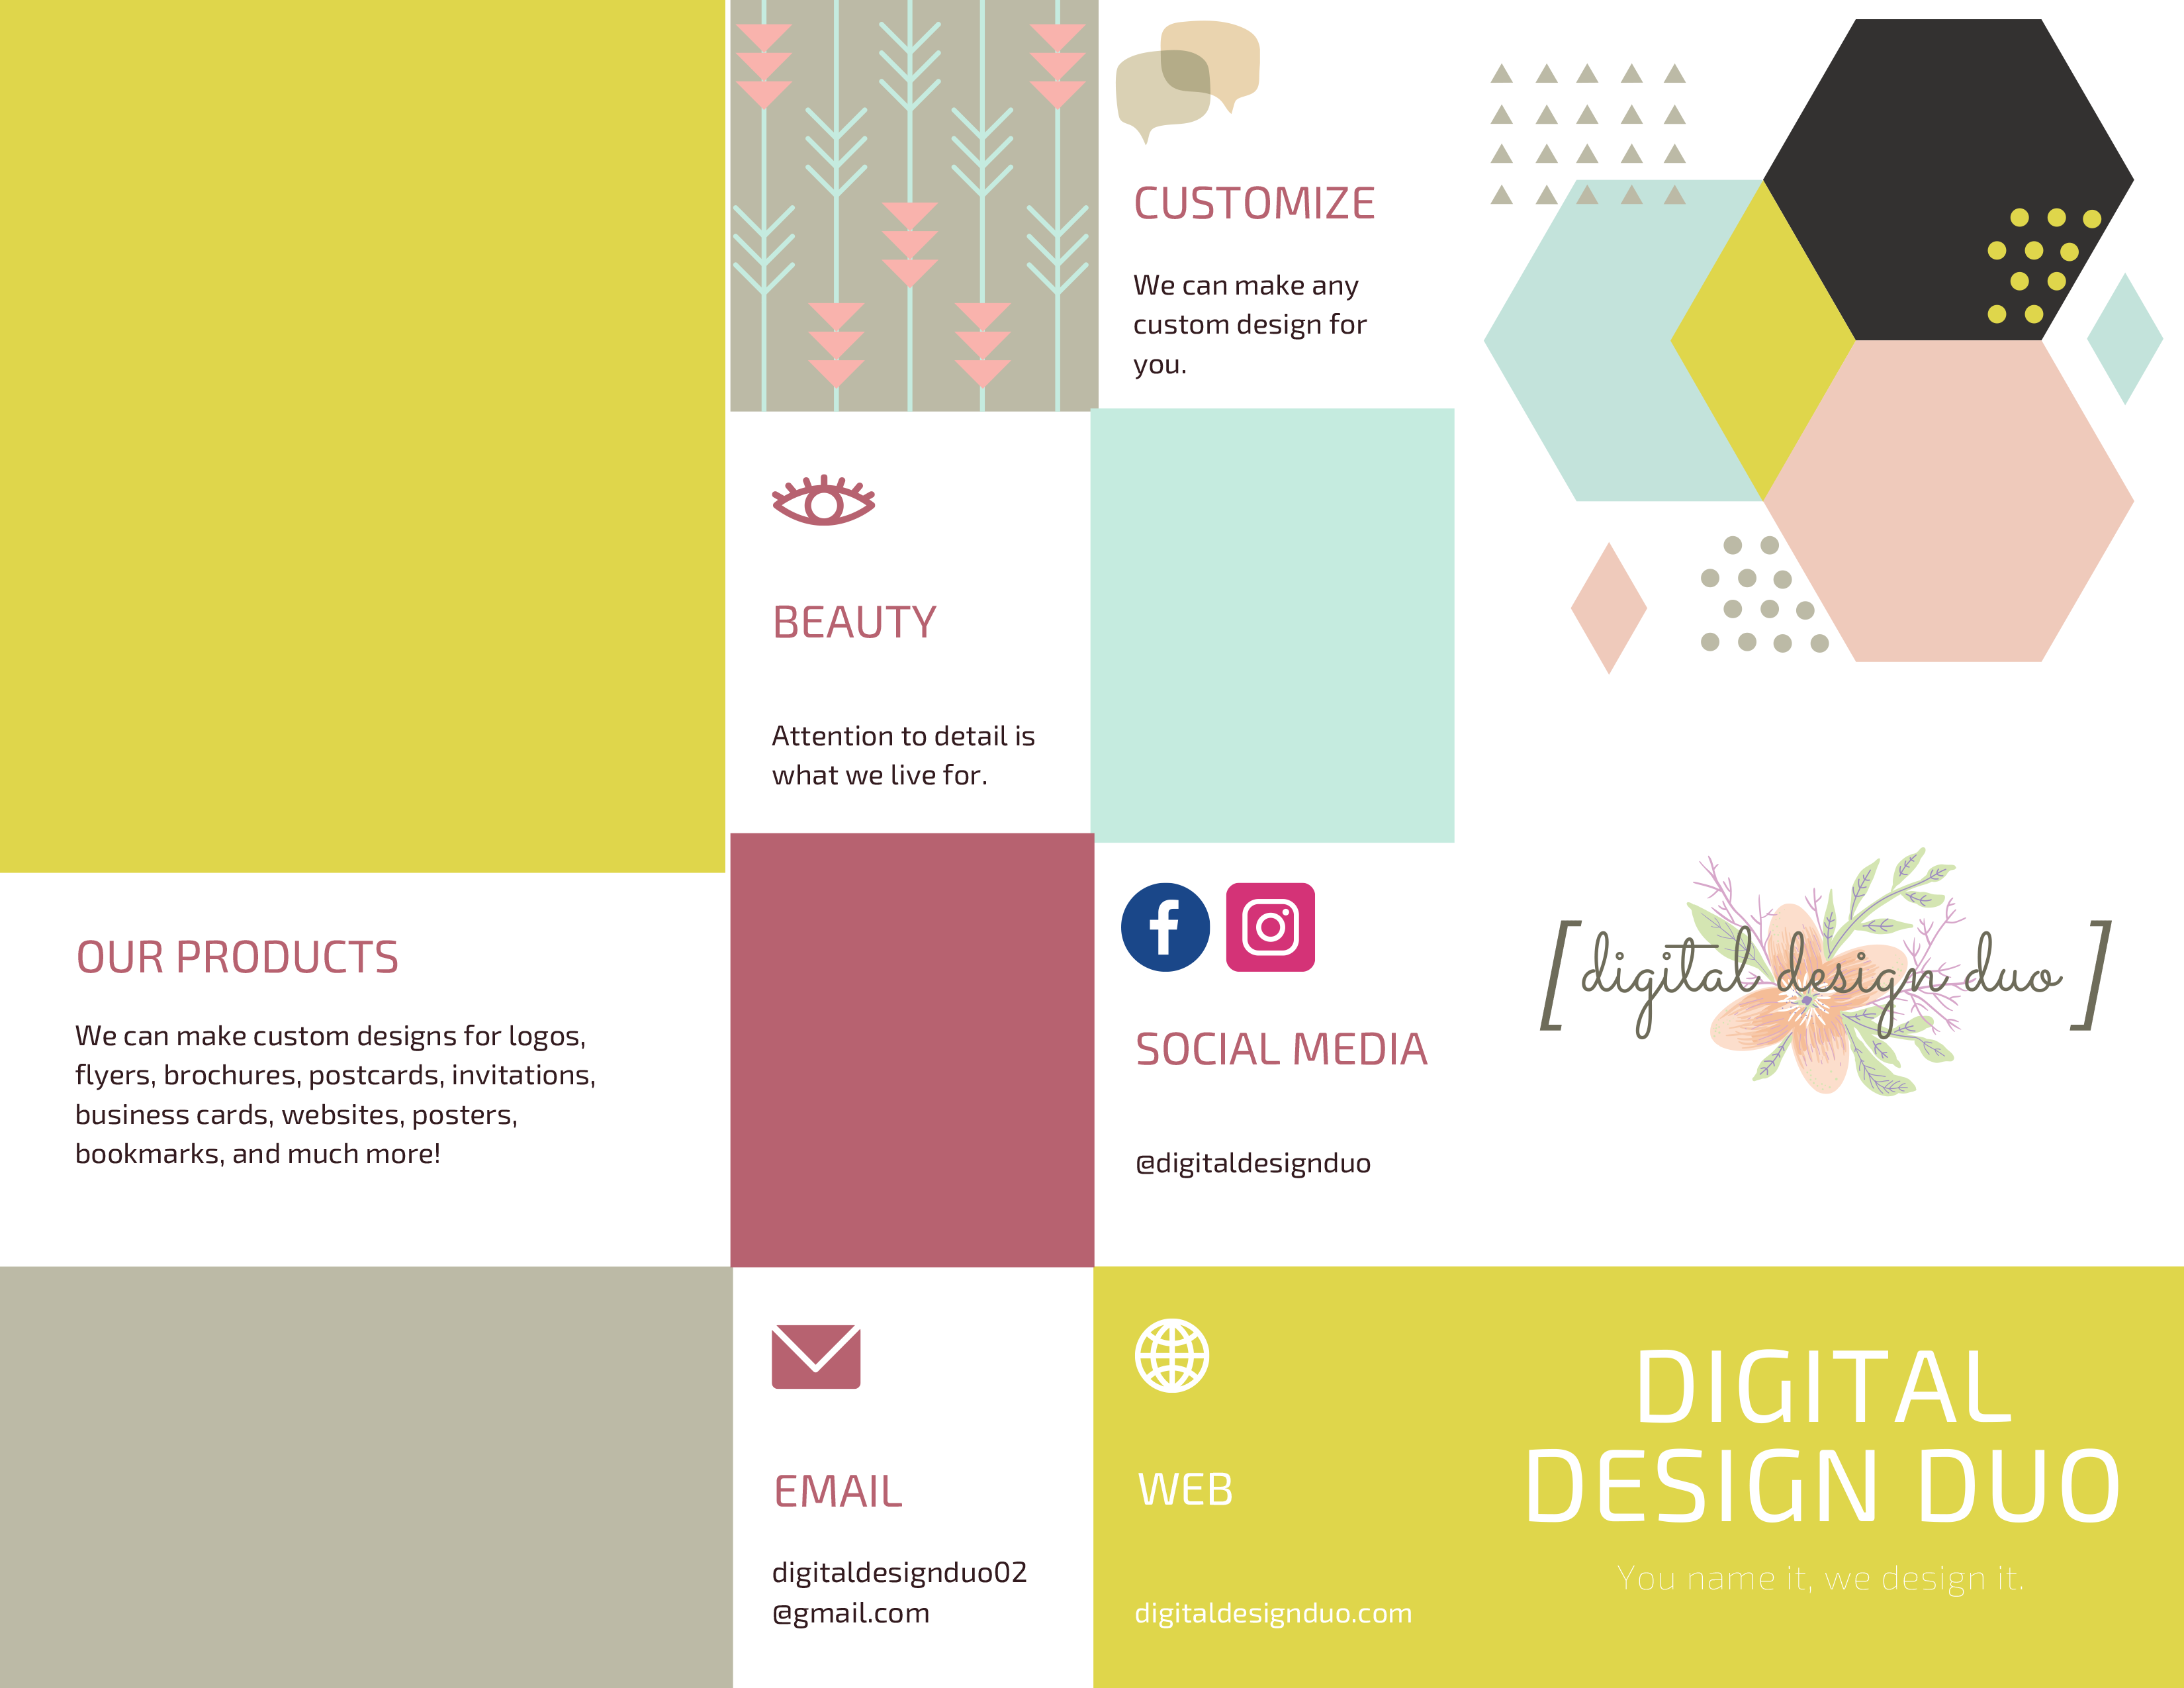 OUR PRODUCTS
We can make custom designs for logos,
flyers, brochures, postcards, invitations,
business cards, websites, posters,
bookmarks, and much more!
BEAUTY
Attention to detail is
what we live for.
EMAIL
digitaldesignduo02
@gmail.com
CUSTOMIZE
We can make any
custom design for
you.
SOCIAL MEDIA
@digitaldesignduo
WEB
digitaldesignduo.com
[digital design duo]
DIGITAL
DESIGN DUO
You name it, we design it.